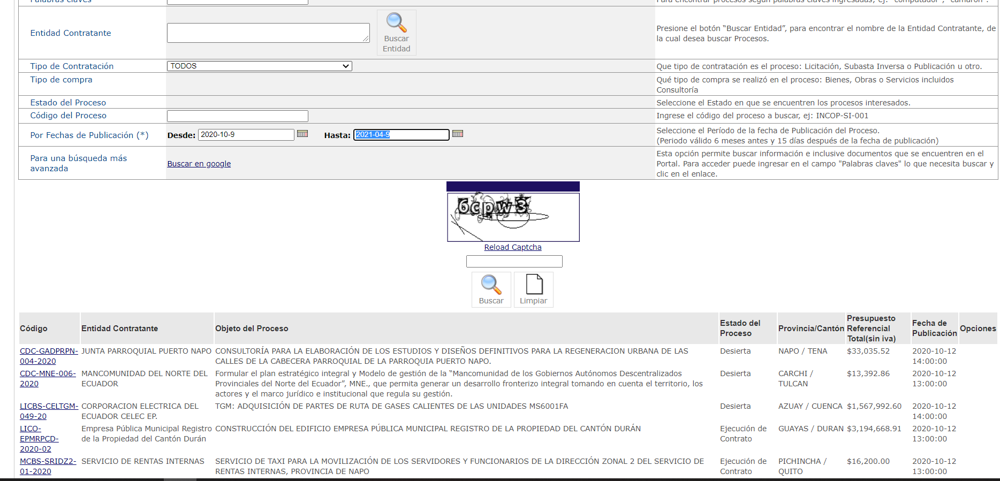 Palabras claves
Para encontrar procesos según palabras claves ingresadas, ej: "computador", "camaron".
Entidad Contratante
Buscar
Entidad
Presione el botón “Buscar Entidad”, para encontrar el nombre de la Entidad Contratante, de
la cual desea buscar Procesos.
Tipo de Contratación
TODOS
Que tipo de contratación es el proceso: Licitación, Subasta Inversa o Publicación u otro.
Tipo de compra
Qué tipo de compra se realizó en el proceso: Bienes, Obras o Servicios incluidos
Consultoría
Estado del Proceso
Seleccione el Estado en que se encuentren los procesos interesados.
Código del Proceso
Ingrese el código del proceso a buscar, ej: INCOP-SI-001
Por Fechas de Publicación (*)
Desde: 2020-10-9 Hasta: 2021-04-9
Seleccione el Período de la fecha de Publicación del Proceso.
(Periodo válido 6 meses antes y 15 días después de la fecha de publicación)
Para una búsqueda más
avanzada
Buscar en google
Esta opción permite buscar información e inclusive documentos que se encuentren en el
Portal. Para acceder puede ingresar en el campo "Palabras claves" lo que necesita buscar y
clic en el enlace.
6cpw3
Reload Captcha
Buscar
Limpiar
Código
Entidad Contratante
Objeto del Proceso
Estado del
Proceso
Provincia/Cantón
Presupuesto
Referencial
Total(sin iva)
Fecha de
Publicación
Opciones
CDC-GADPRPN-
004-2020
JUNTA PARROQUIAL PUERTO NAPO
CONSULTORÍA PARA LA ELABORACIÓN DE LOS ESTUDIOS Y DISEÑOS DEFINITIVOS PARA LA REGENERACION URBANA DE LAS
CALLES DE LA CABECERA PARROQUIAL DE LA PARROQUIA PUERTO NAPO.
Desierta
NAPO / TENA
$33,035.52
2020-10-12
14:00:00
CDC-MNE-006-
2020
MANCOMUNIDAD DEL NORTE DEL
ECUADOR
Formular el plan estratégico integral y Modelo de gestión de la “Mancomunidad de los Gobiernos Autónomos Descentralizados
Provinciales del Norte del Ecuador”, MNE., que permita generar un desarrollo fronterizo integral tomando en cuenta el territorio, los
actores y el marco jurídico e institucional que regula su gestión.
Desierta
CARCHI /
TULCAN
$13,392.86
2020-10-12
13:00:00
LICBS-CELTGM-
049-20
CORPORACION ELECTRICA DEL
ECUADOR CELEC EP.
TGM: ADQUISICIÓN DE PARTES DE RUTA DE GASES CALIENTES DE LAS UNIDADES MS6001FA
Desierta
AZUAY / CUENCA
$1,567,992.60
2020-10-12
14:00:00
LICO-
EPMRPCD-
2020-02
Empresa Pública Municipal Registro
de la Propiedad del Cantón Durán
CONSTRUCCIÓN DEL EDIFICIO EMPRESA PÚBLICA MUNICIPAL REGISTRO DE LA PROPIEDAD DEL CANTÓN DURÁN
Ejecución de
Contrato
GUAYAS / DURAN
$3,194,668.91
2020-10-12
13:00:00
MCBS-SRIDZ2-
01-2020
SERVICIO DE RENTAS INTERNAS
SERVICIO DE TAXI PARA LA MOVILIZACIÓN DE LOS SERVIDORES Y FUNCIONARIOS DE LA DIRECCIÓN ZONAL 2 DEL SERVICIO DE
RENTAS INTERNAS, PROVINCIA DE NAPO
Ejecución de
Contrato
PICHINCHA /
QUITO
$16,200.00
2020-10-12
13:00:00